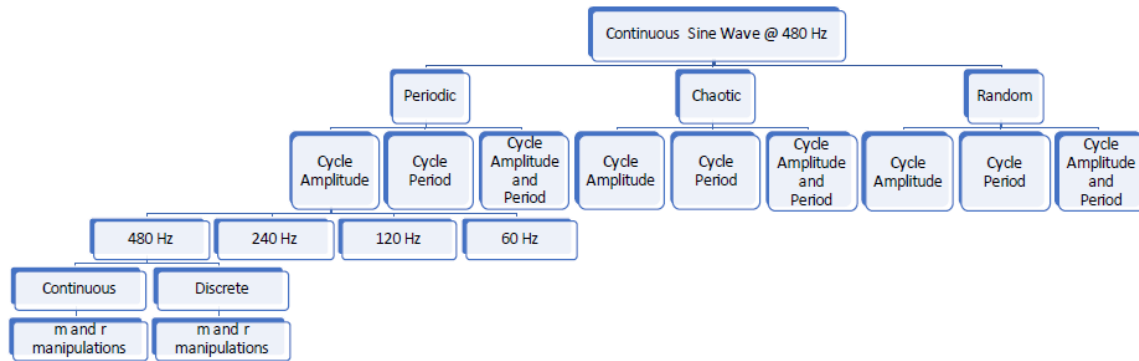 Continuous Sine Wave @ 480 Hz
Periodic
Chaotic
Random
Cycle
Amplitude
Cycle
Period
Cycle
Amplitude
and
Period
Cycle
Amplitude
Cycle
Period
Cycle
Amplitude
and
Period
Cycle
Amplitude
Cycle
Period
Cycle
Amplitude
and
Period
480 Hz
240 Hz
120 Hz
60 Hz
Continuous
Discrete
m and r
manipulations
m and r
manipulations